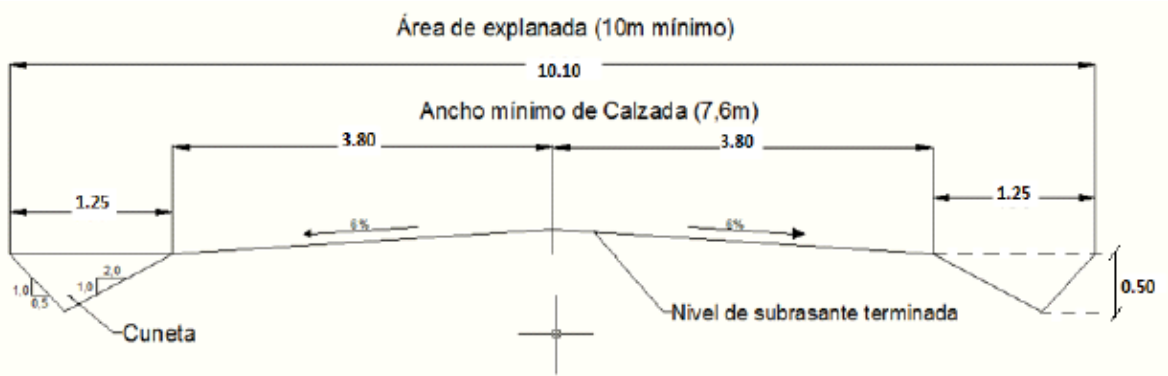 Área de explanada (10m mínimo)
10.10
Ancho mínimo de Calzada (7,6m)
3.80 3.80
1.25 1.25
6% 6%
2,0
1,0 1,0
0,5
0.50
Nivel de subrasante terminada
Cuneta